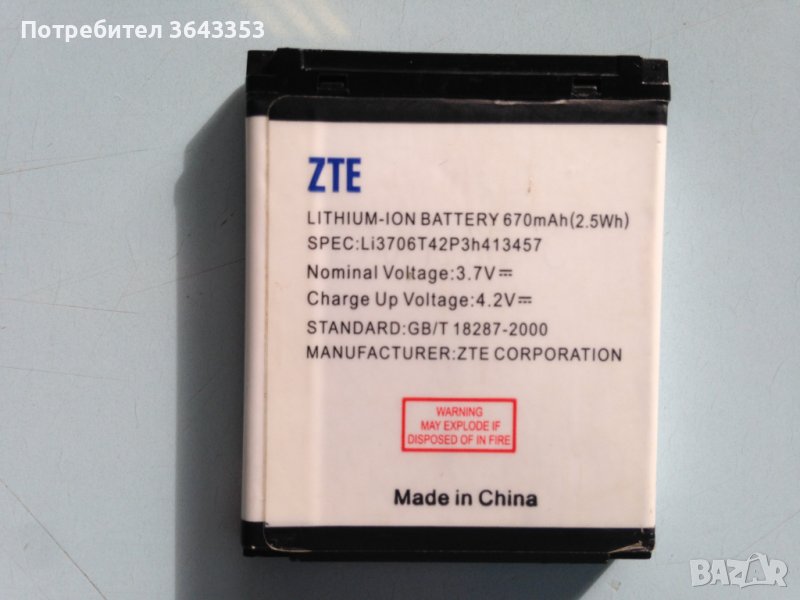 Потребител 3643353
ZTE
LITHIUM-ION BATTERY 670mAh(2.5Wh)
SPEC:Li3706T42P3h413457
Nominal Voltage:3.7V⎓
Charge Up Voltage:4.2V⎓
STANDARD:GB/T 18287-2000
MANUFACTURER:ZTE CORPORATION
WARNING
MAY EXPLODE IF
DISPOSED OF IN FIRE
Made in China
BAZAR